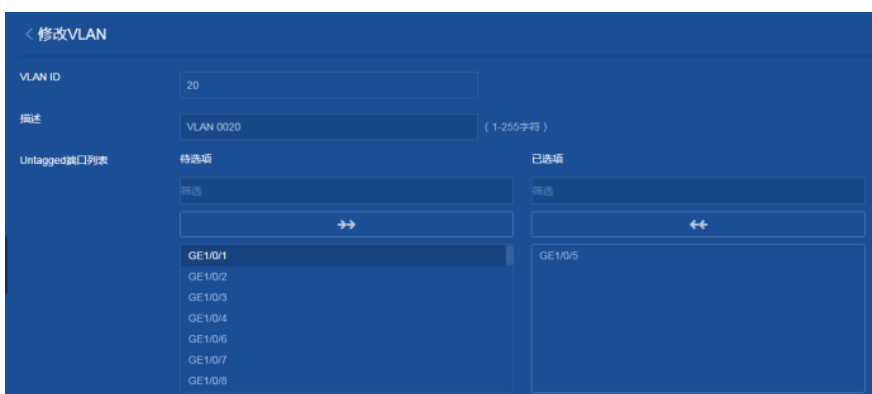 修改VLAN
VLAN ID
20
描述
VLAN 0020
( 1-255字符 )
Untagged端口列表
待选项
已选项
筛选
筛选
GE1/0/1
GE1/0/5
GE1/0/2
GE1/0/3
GE1/0/4
GE1/0/6
GE1/0/7
GE1/0/8